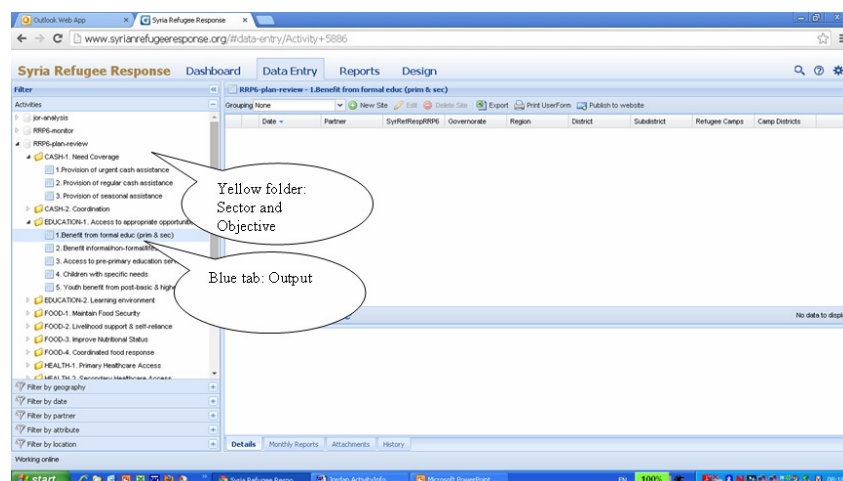 Outlook Web App
Syria Refugee Response
www.syrianrefugeeresponse.org/#data-entry/Activity+5886
Syria Refugee Response Dashboard Data Entry Reports Design
Filter
RRP6-plan-review - 1.Benefit from formal educ (prim & sec)
Activities
Grouping None New Site Edit Delete Site Export Print UserForm Publish to website
Date Partner SyrRefRespRRP6 Governorate Region District Subdistrict Refugee Camps Camp Districts
jor-analysis
RRP6-monitor
RRP6-plan-review
CASH-1. Need Coverage
1.Provision of urgent cash assistance
2. Provision of regular cash assistance
3. Provision of seasonal assistance
CASH-2. Coordination
EDUCATION-1. Access to appropriate opportunities
1.Benefit from formal educ (prim & sec)
2. Benefit informal/non-formal
3. Access to pre-primary education
4. Children with specific needs
5. Youth benefit from post-basic &
EDUCATION-2. Learning environment
FOOD-1. Maintain Food Security
FOOD-2. Livelihood support & self-reliance
FOOD-3. Improve Nutritional Status
FOOD-4. Coordinated food response
HEALTH-1. Primary Healthcare Access
HEALTH-2. Secondary Healthcare Access
Yellow folder:
Sector and
Objective
Blue tab: Output
No data to displ
Filter by geography
Filter by date
Filter by partner
Filter by attribute
Filter by location
Details Monthly Reports Attachments History
Working online
start
Syria Refugee Respo
Jordan ActivityInfo
Microsoft PowerPoint
EN
100%